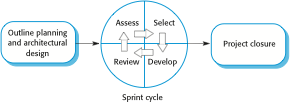 Outline planning
and architectural
design
Assess
Select
Review
Develop
Project closure
Sprint cycle